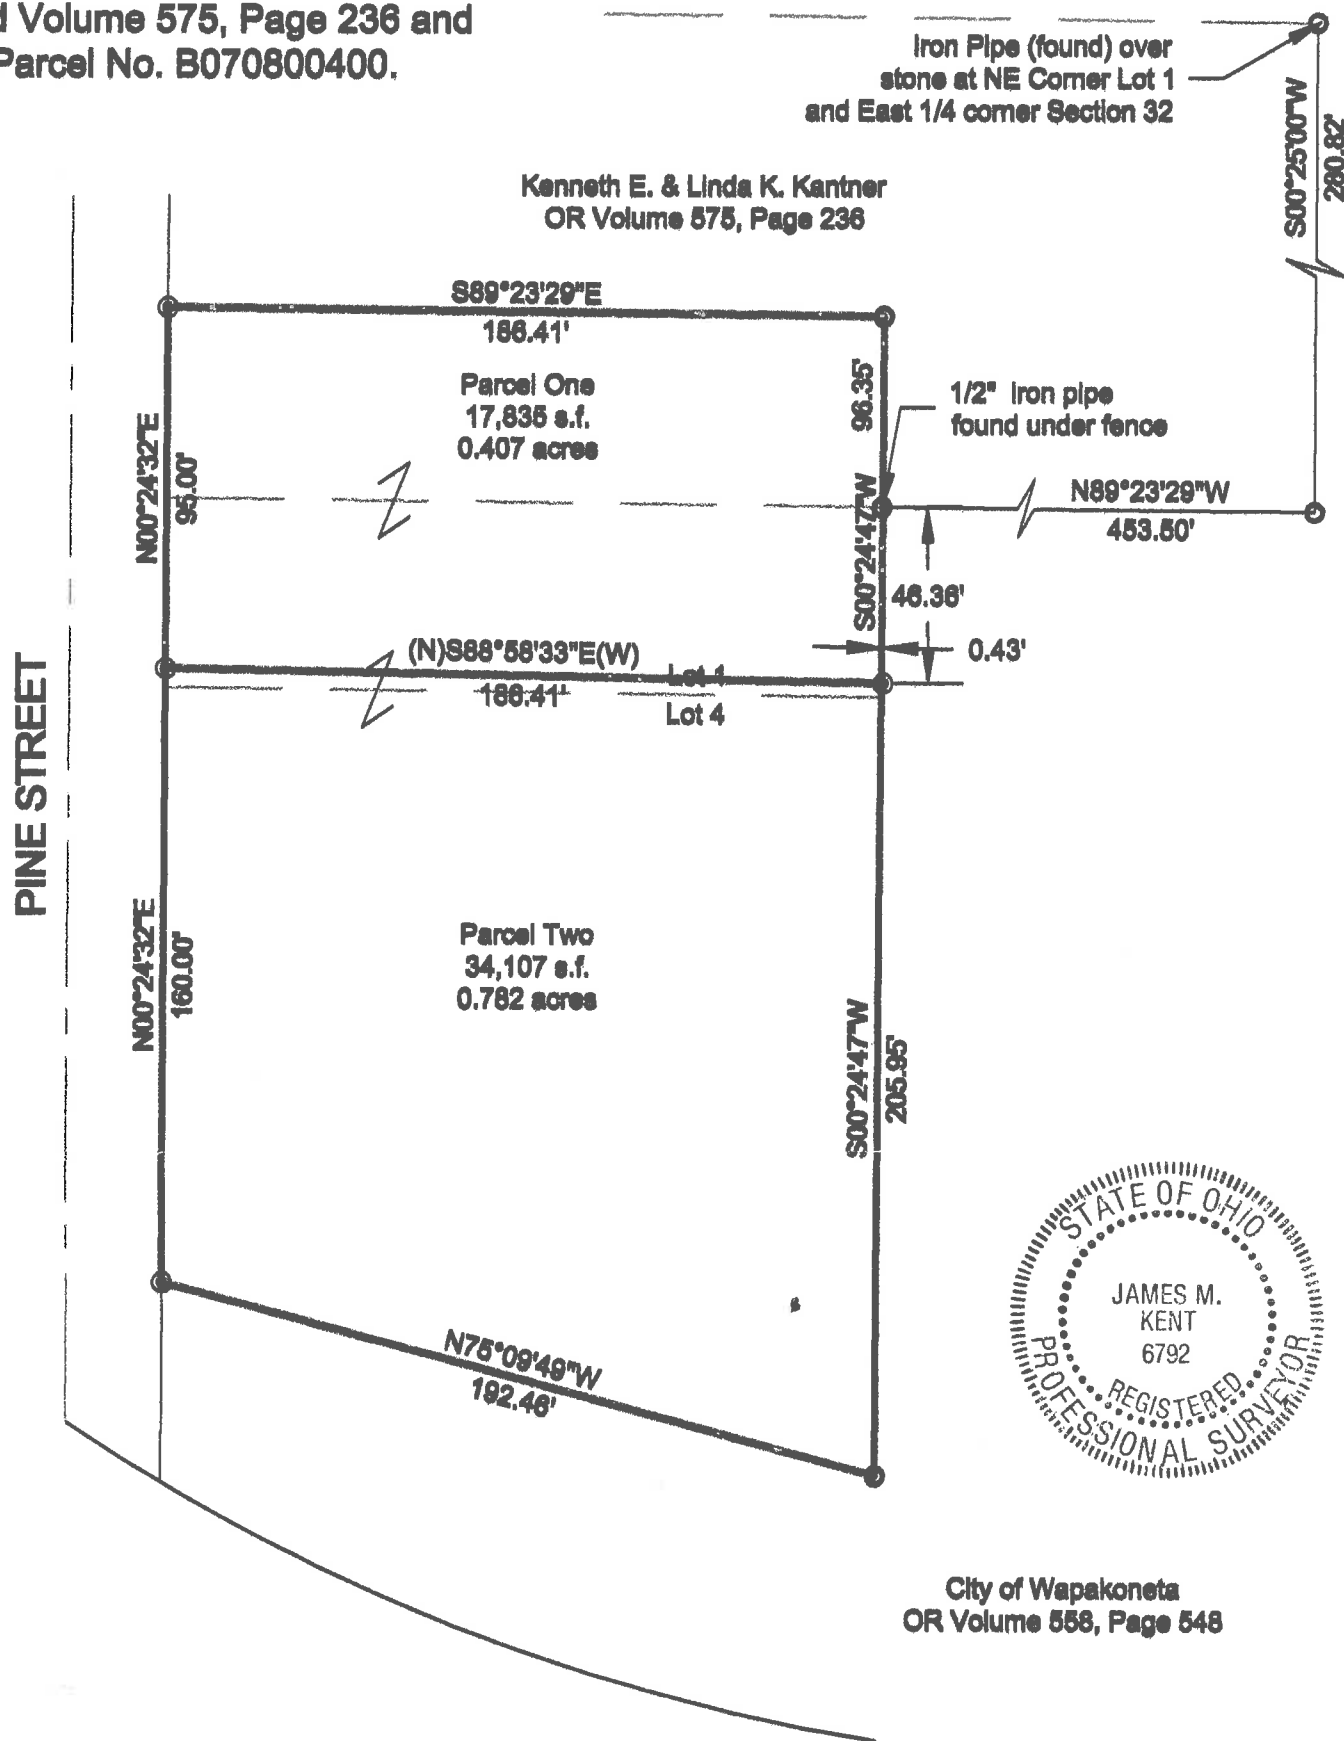 d Volume 575, Page 236 and
Parcel No. B070800400.
Iron Pipe (found) over
stone at NE Corner Lot 1
and East 1/4 corner Section 32
S00°25'00"W
280.82'
Kenneth E. & Linda K. Kantner
OR Volume 575, Page 236
S89°23'29"E
186.41'
Parcel One
17,835 s.f.
0.407 acres
N00°24'32"E
95.00'
96.35'
S00°24'47"W
1/2" iron pipe
found under fence
N89°23'29"W
453.50'
46.36'
0.43'
(N)S88°58'33"E(W)
186.41'
Lot 1
Lot 4
PINE STREET
N00°24'32"E
160.00'
Parcel Two
34,107 s.f.
0.782 acres
S00°24'47"W
205.95'
N75°09'49"W
192.46'
STATE OF OHIO
JAMES M.
KENT
6792
REGISTERED
PROFESSIONAL SURVEYOR
City of Wapakoneta
OR Volume 558, Page 548